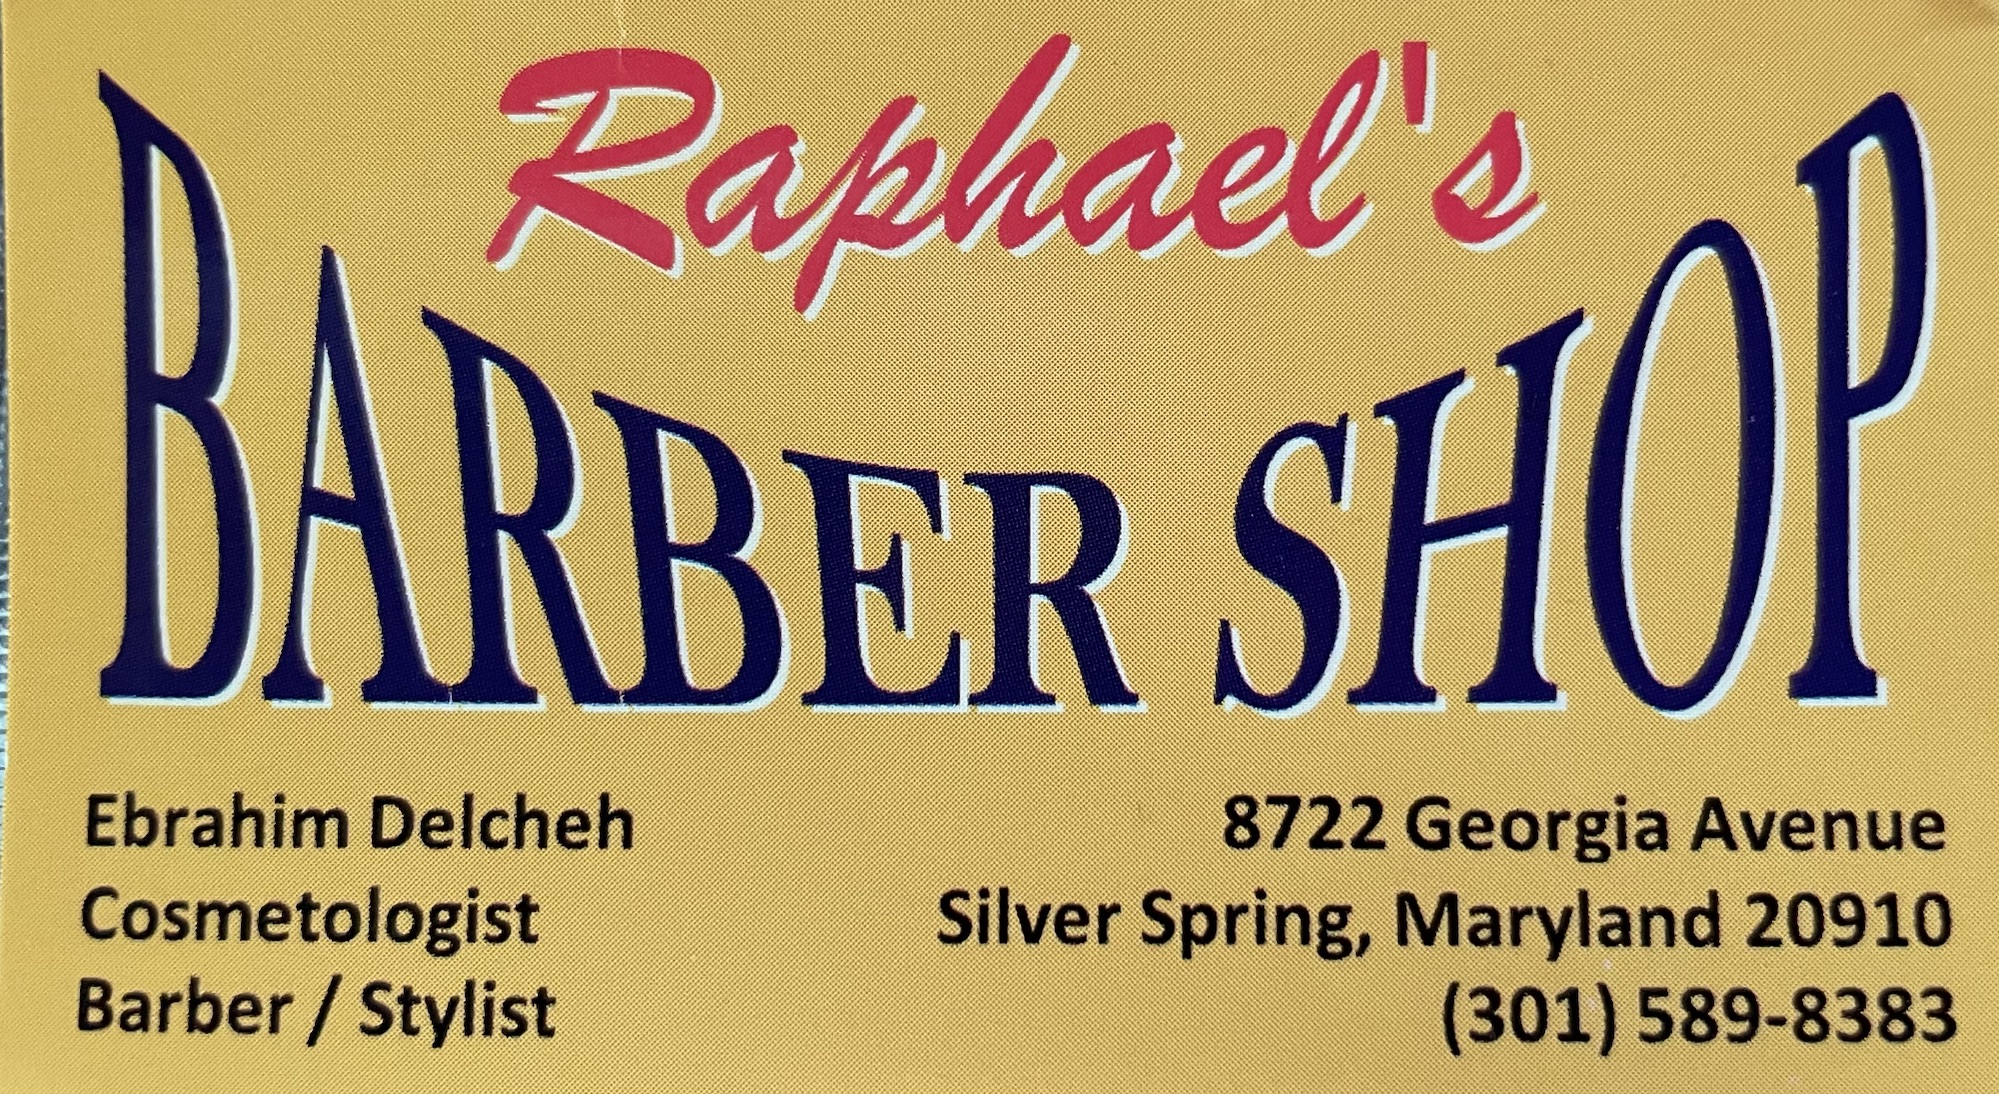 Raphael's
BARBER SHOP
Ebrahim Delcheh
Cosmetologist
Barber / Stylist
8722 Georgia Avenue
Silver Spring, Maryland 20910
(301) 589-8383